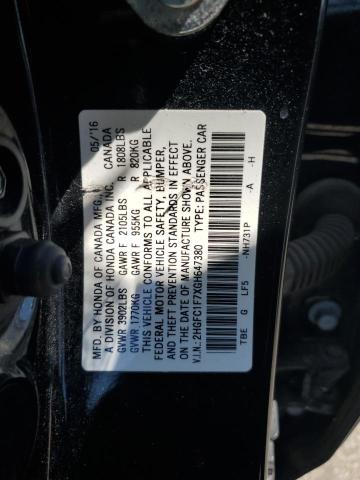 MFD. BY HONDA OF CANADA MFG., 05/'16
A DIVISION OF HONDA CANADA INC., CANADA
GVWR 3902LBS GAWR F 2105LBS R 1808LBS
GVWR 1770KG GAWR F 955KG R 820KG
THIS VEHICLE CONFORMS TO ALL APPLICABLE
FEDERAL MOTOR VEHICLE SAFETY, BUMPER,
AND THEFT PREVENTION STANDARDS IN EFFECT
ON THE DATE OF MANUFACTURE SHOWN ABOVE.
V.I.N.: 2HGFC1F7XGH647380 TYPE: PASSENGER CAR
TBE G LF5 -NH731P -A -H